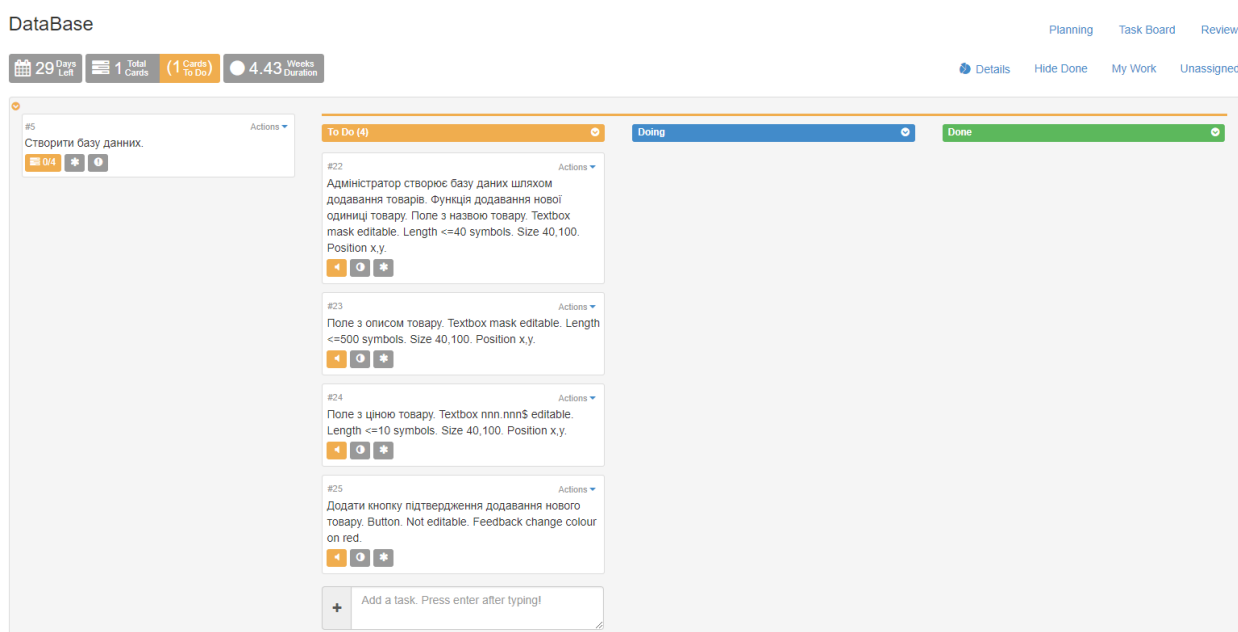 DataBase
Planning Task Board Review
29 Days Left 1 Total Cards (1 Cards To Do) 4.43 Weeks Duration
Details Hide Done My Work Unassigned
#5 Actions
Створити базу данних.
0/4
To Do (4) Doing Done
#22 Actions
Адміністратор створює базу даних шляхом
додавання товарів. Функція додавання нової
одиниці товару. Поле з назвою товару. Textbox
mask editable. Length <=40 symbols. Size 40,100.
Position x,y.
#23 Actions
Поле з описом товару. Textbox mask editable. Length
<=500 symbols. Size 40,100. Position x,y.
#24 Actions
Поле з ціною товару. Textbox nnn.nnn$ editable.
Length <=10 symbols. Size 40,100. Position x,y.
#25 Actions
Додати кнопку підтвердження додавання нового
товару. Button. Not editable. Feedback change colour
on red.
Add a task. Press enter after typing!